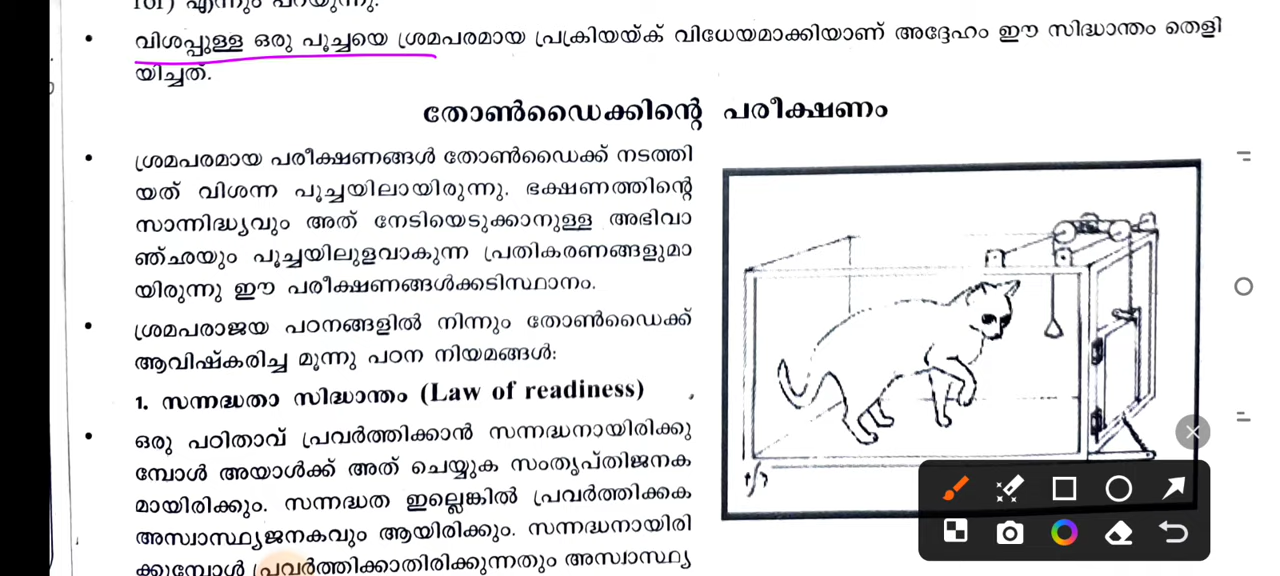 for) എന്നും പറയുന്നു.
• വിശപ്പുള്ള ഒരു പൂച്ചയെ ശ്രമപരമായ പ്രക്രിയയ്ക് വിധേയമാക്കിയാണ് അദ്ദേഹം ഈ സിദ്ധാന്തം തെളി
യിച്ചത്.
തോൺഡൈക്കിന്റെ പരീക്ഷണം
• ശ്രമപരമായ പരീക്ഷണങ്ങൾ തോൺഡൈക്ക് നടത്തി
യത് വിശന്ന പൂച്ചയിലായിരുന്നു. ഭക്ഷണത്തിന്റെ
സാന്നിദ്ധ്യവും അത് നേടിയെടുക്കാനുള്ള അഭിവാ
ഞ്ഛയും പൂച്ചയിലുളവാകുന്ന പ്രതികരണങ്ങളുമാ
യിരുന്നു ഈ പരീക്ഷണങ്ങൾക്കടിസ്ഥാനം.
• ശ്രമപരാജയ പഠനങ്ങളിൽ നിന്നും തോൺഡൈക്ക്
ആവിഷ്കരിച്ച മൂന്നു പഠന നിയമങ്ങൾ:
1. സന്നദ്ധതാ സിദ്ധാന്തം (Law of readiness)
• ഒരു പഠിതാവ് പ്രവർത്തിക്കാൻ സന്നദ്ധനായിരിക്കു
മ്പോൾ അയാൾക്ക് അത് ചെയ്യുക സംതൃപ്തിജനക
മായിരിക്കും. സന്നദ്ധത ഇല്ലെങ്കിൽ പ്രവർത്തിക്കക
അസ്വാസ്ഥ്യജനകവും ആയിരിക്കും. സന്നദ്ധനായിരി
ക്കുമ്പോൾ പ്രവർത്തിക്കാതിരിക്കുന്നതും അസ്വാസ്ഥ്യ